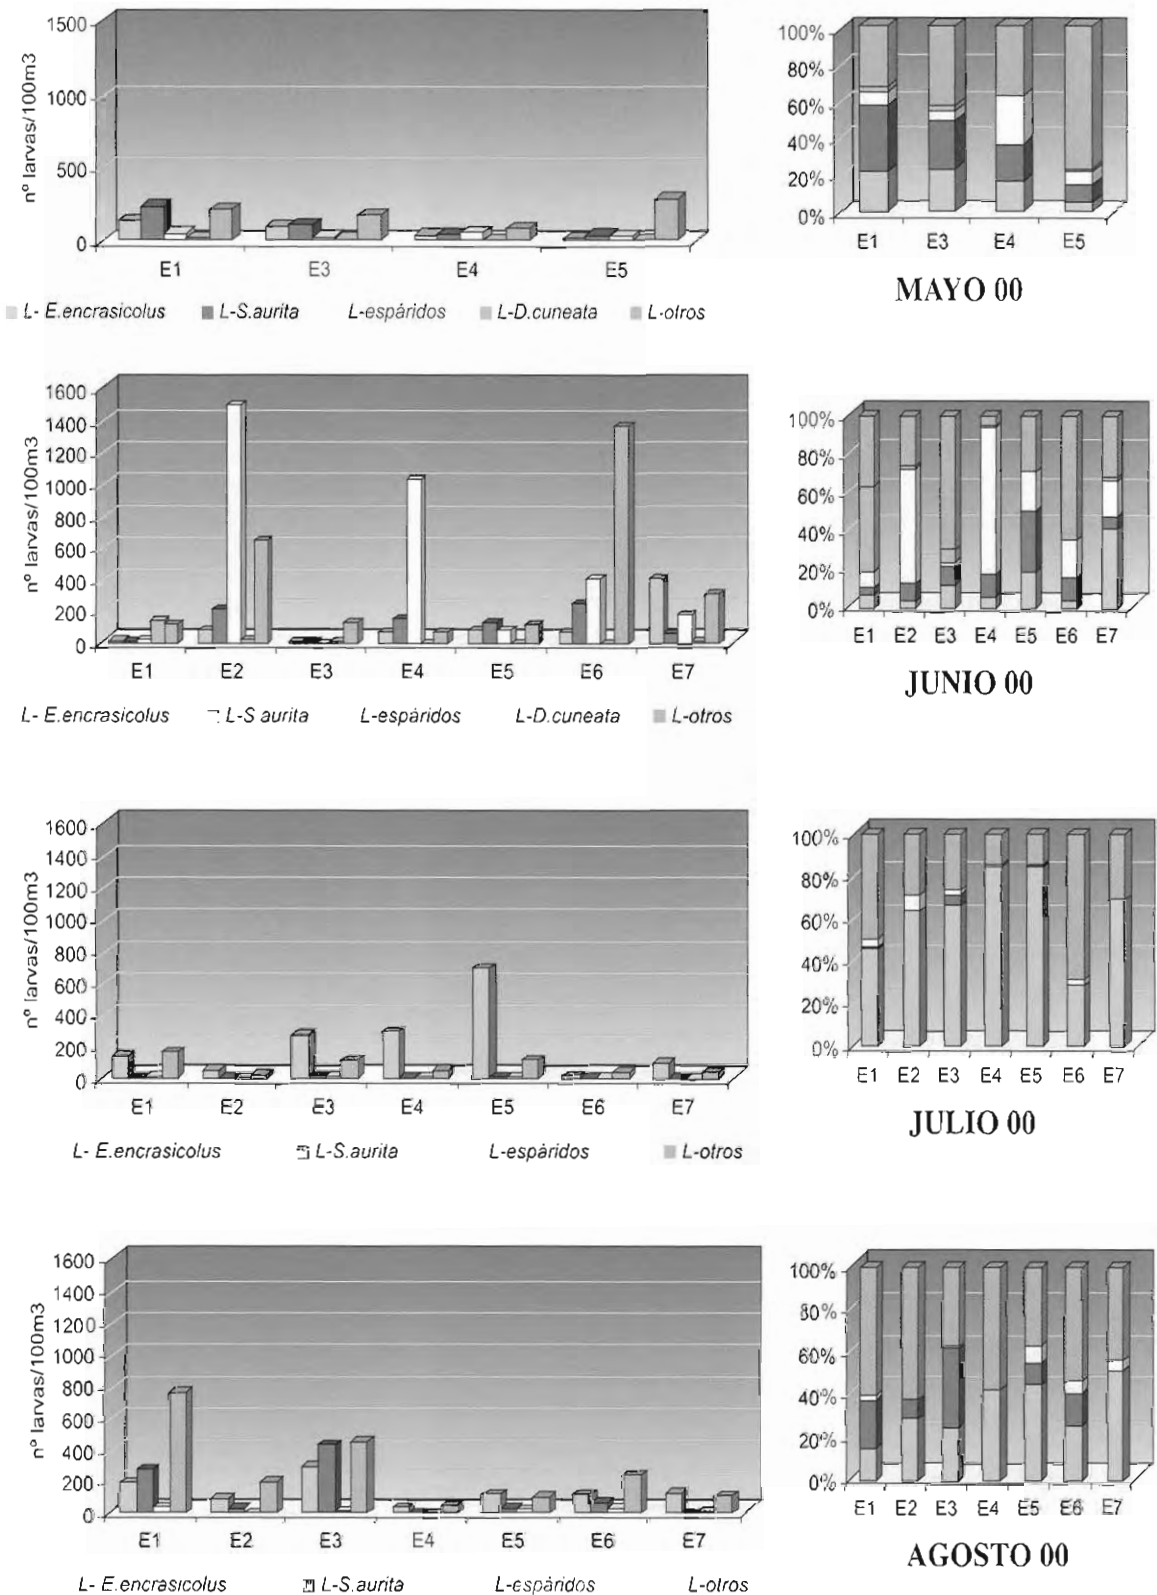 nº larvas/100m3
1500
1000
500
0
E1 E3 E4 E5
L- E.encrasicolus L-S.aurita L-espáridos L-D.cuneata L-otros
100%
80%
60%
40%
20%
0%
E1 E3 E4 E5
MAYO 00
nº larvas/100m3
1600
1400
1200
1000
800
600
400
200
0
E1 E2 E3 E4 E5 E6 E7
L- E.encrasicolus L-S aurita L-espáridos L-D.cuneata L-otros
100%
80%
60%
40%
20%
0%
E1 E2 E3 E4 E5 E6 E7
JUNIO 00
nº larvas/100m3
1600
1400
1200
1000
800
600
400
200
0
E1 E2 E3 E4 E5 E6 E7
L- E.encrasicolus L-S.aurita L-espáridos L-otros
100%
80%
60%
40%
20%
0%
E1 E2 E3 E4 E5 E6 E7
JULIO 00
nº larvas/100m3
1600
1400
1200
1000
800
600
400
200
0
E1 E2 E3 E4 E5 E6 E7
L- E.encrasicolus L-S.aurita L-espáridos L-otros
100%
80%
60%
40%
20%
0%
E1 E2 E3 E4 E5 E6 E7
AGOSTO 00